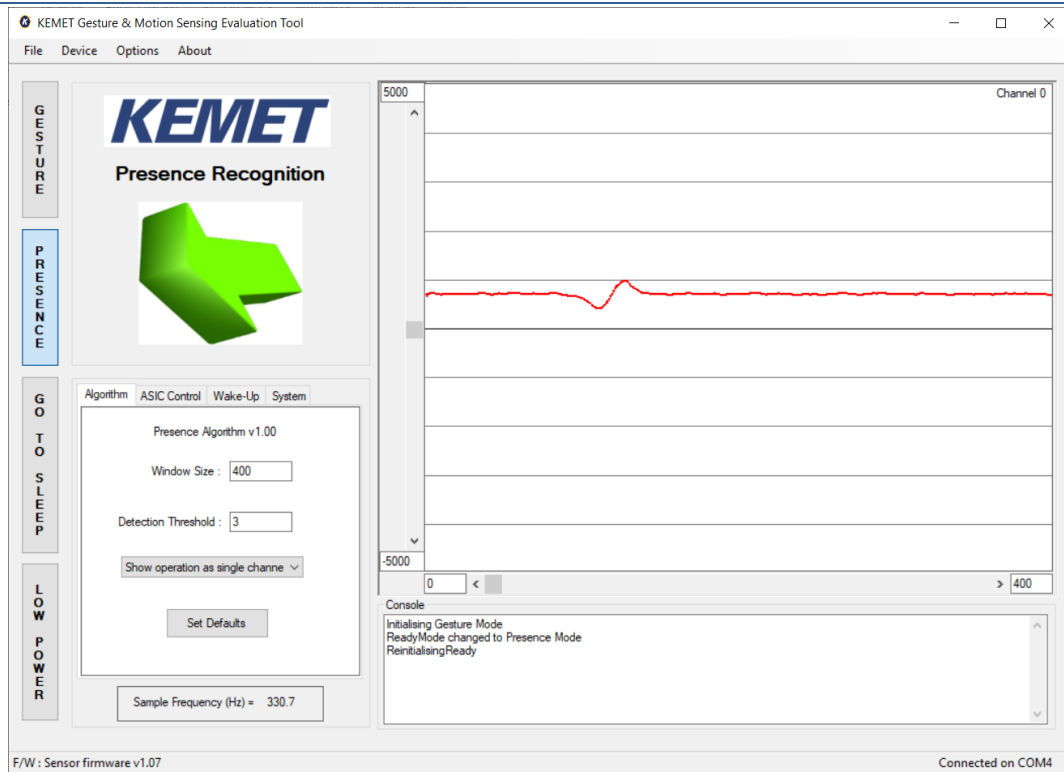 KEMET Gesture & Motion Sensing Evaluation Tool
File Device Options About
GESTURE
PRESENCE
GO TO SLEEP
LOW POWER
KEMET
Presence Recognition
Algorithm ASIC Control Wake-Up System
Presence Algorithm v1.00
Window Size : 400
Detection Threshold : 3
Show operation as single channe
Set Defaults
Sample Frequency (Hz) = 330.7
5000
Channel 0
-5000
0 400
Console
Initialising Gesture Mode
ReadyMode changed to Presence Mode
ReinitialisingReady
F/W : Sensor firmware v1.07
Connected on COM4